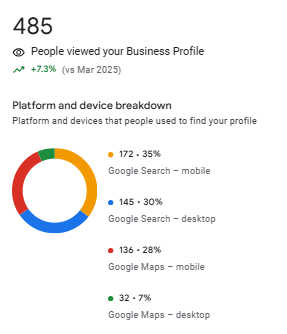 485
People viewed your Business Profile
+7.3% (vs Mar 2025)
Platform and device breakdown
Platform and devices that people used to find your profile
172 • 35%
Google Search – mobile
145 • 30%
Google Search – desktop
136 • 28%
Google Maps – mobile
32 • 7%
Google Maps – desktop